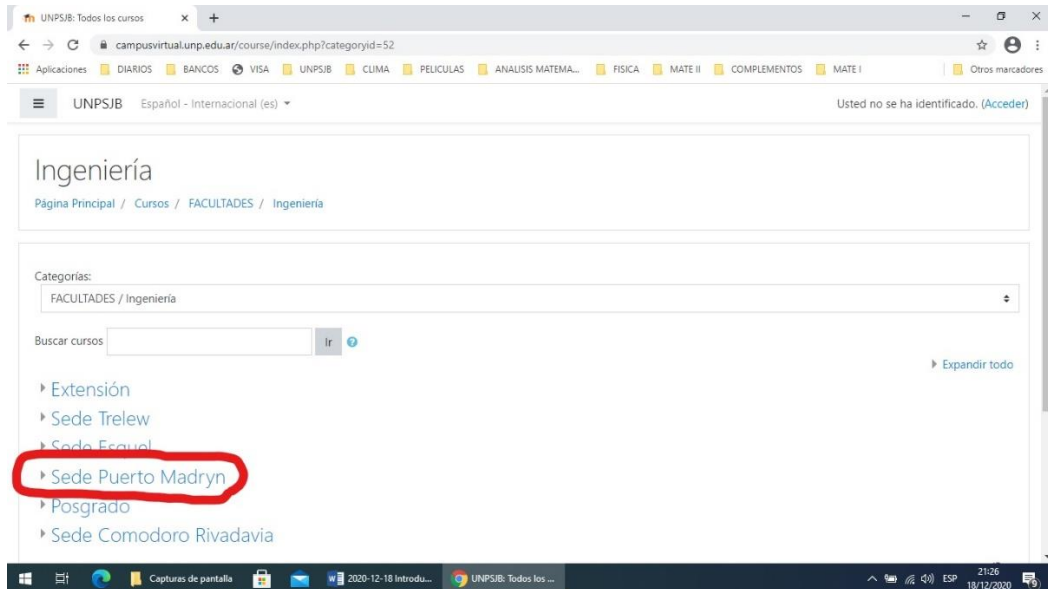 UNPSJB: Todos los cursos
campusvirtual.unp.edu.ar/course/index.php?categoryid=52
Aplicaciones DIARIOS BANCOS VISA UNPSJB CLIMA PELICULAS ANALISIS MATEMA... FISICA MATE II COMPLEMENTOS MATE I Otros marcadores
UNPSJB Español - Internacional (es) Usted no se ha identificado. (Acceder)
Ingeniería
Página Principal / Cursos / FACULTADES / Ingeniería
Categorías:
FACULTADES / Ingeniería
Buscar cursos Ir
Expandir todo
Extensión
Sede Trelew
Sede Esquel
Sede Puerto Madryn
Posgrado
Sede Comodoro Rivadavia
Capturas de pantalla 2020-12-18 Introdu... UNPSJB: Todos los ... ESP 21:26
18/12/2020